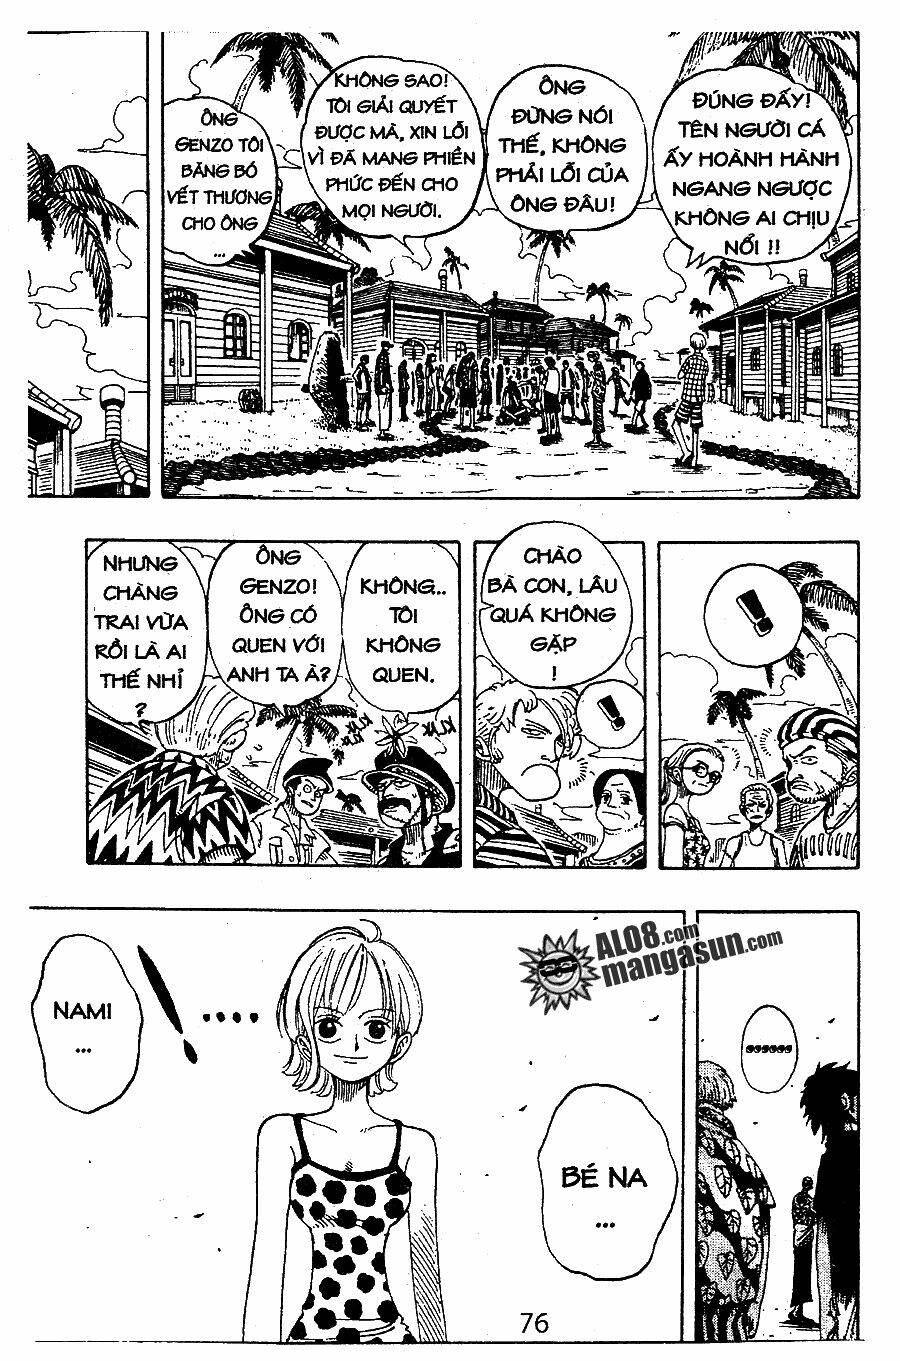 ĐÚNG ĐẤY!
TÊN NGƯỜI CÁ
ẤY HOÀNH HÀNH
NGANG NGƯỢC
KHÔNG AI CHỊU
NỔI !!
ÔNG
ĐỪNG NÓI
THẾ, KHÔNG
PHẢI LỖI CỦA
ÔNG ĐÂU!
KHÔNG SAO!
TÔI GIẢI QUYẾT
ĐƯỢC MÀ, XIN LỖI
VÌ ĐÃ MANG PHIỀN
PHỨC ĐẾN CHO
MỌI NGƯỜI.
ÔNG
GENZO TÔI
BĂNG BÓ
VẾT THƯƠNG
CHO ÔNG
...
!
CHÀO
BÀ CON, LÂU
QUÁ KHÔNG
GẶP
!
!
KHÔNG..
TÔI
KHÔNG
QUEN.
ÔNG
GENZO!
ÔNG CÓ
QUEN VỚI
ANH TA À?
NHƯNG
CHÀNG
TRAI VỪA
RỒI LÀ AI
THẾ NHỈ
?
KLAK
KLAK
,,,,,,
AL08.com
mangasun.com
BÉ NA
...
! ....
NAMI
...
76